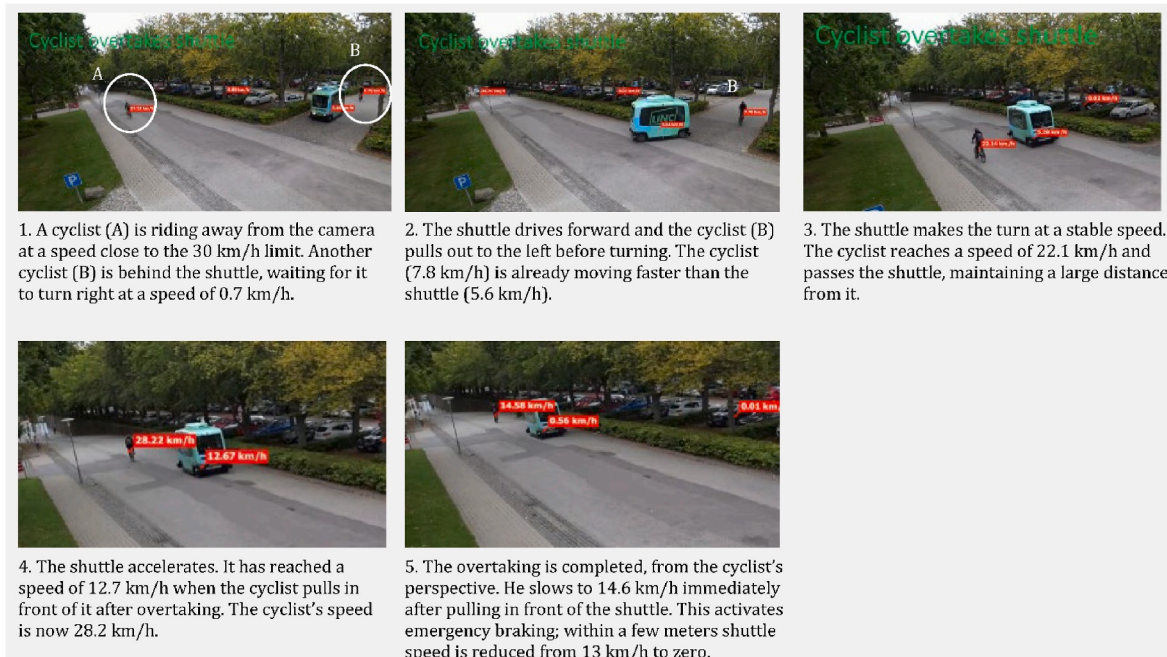 Cyclist overtakes shuttle
A
B
1. A cyclist (A) is riding away from the camera
at a speed close to the 30 km/h limit. Another
cyclist (B) is behind the shuttle, waiting for it
to turn right at a speed of 0.7 km/h.
Cyclist overtakes shuttle
B
UNCI
P
2. The shuttle drives forward and the cyclist (B)
pulls out to the left before turning. The cyclist
(7.8 km/h) is already moving faster than the
shuttle (5.6 km/h).
Cyclist overtakes shuttle
22.14 km/h
P
3. The shuttle makes the turn at a stable speed.
The cyclist reaches a speed of 22.1 km/h and
passes the shuttle, maintaining a large distance
from it.
28.22 km/h
12.67 km/h
4. The shuttle accelerates. It has reached a
speed of 12.7 km/h when the cyclist pulls in
front of it after overtaking. The cyclist's speed
is now 28.2 km/h.
14.58 km/h
0.56 km/h
0.01 km
5. The overtaking is completed, from the cyclist's
perspective. He slows to 14.6 km/h immediately
after pulling in front of the shuttle. This activates
emergency braking; within a few meters shuttle
speed is reduced from 13 km/h to zero.